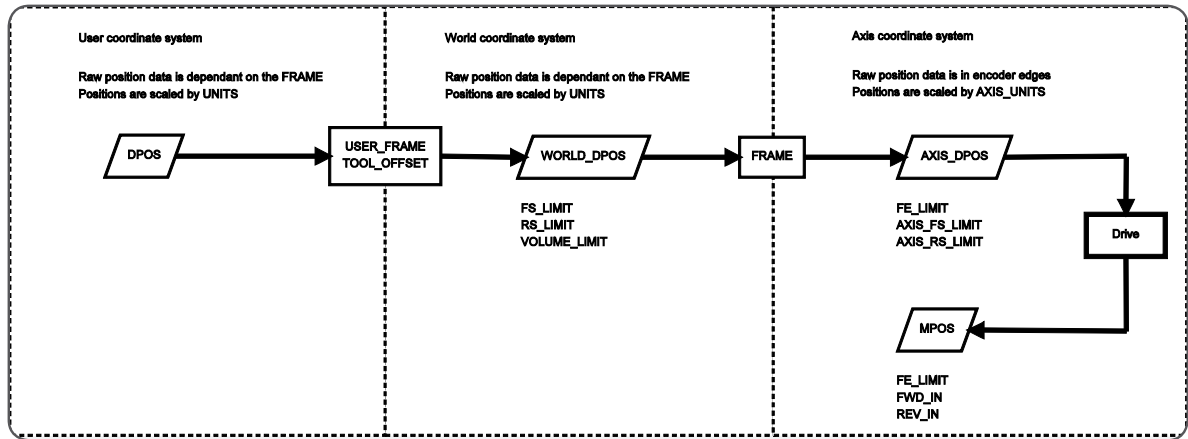 User coordinate system
Raw position data is dependant on the FRAME
Positions are scaled by UNITS
World coordinate system
Raw position data is dependant on the FRAME
Positions are scaled by UNITS
Axis coordinate system
Raw position data is in encoder edges
Positions are scaled by AXIS_UNITS
DPOS
USER_FRAME
TOOL_OFFSET
WORLD_DPOS
FRAME
AXIS_DPOS
FS_LIMIT
RS_LIMIT
VOLUME_LIMIT
FE_LIMIT
AXIS_FS_LIMIT
AXIS_RS_LIMIT
Drive
MPOS
FE_LIMIT
FWD_IN
REV_IN